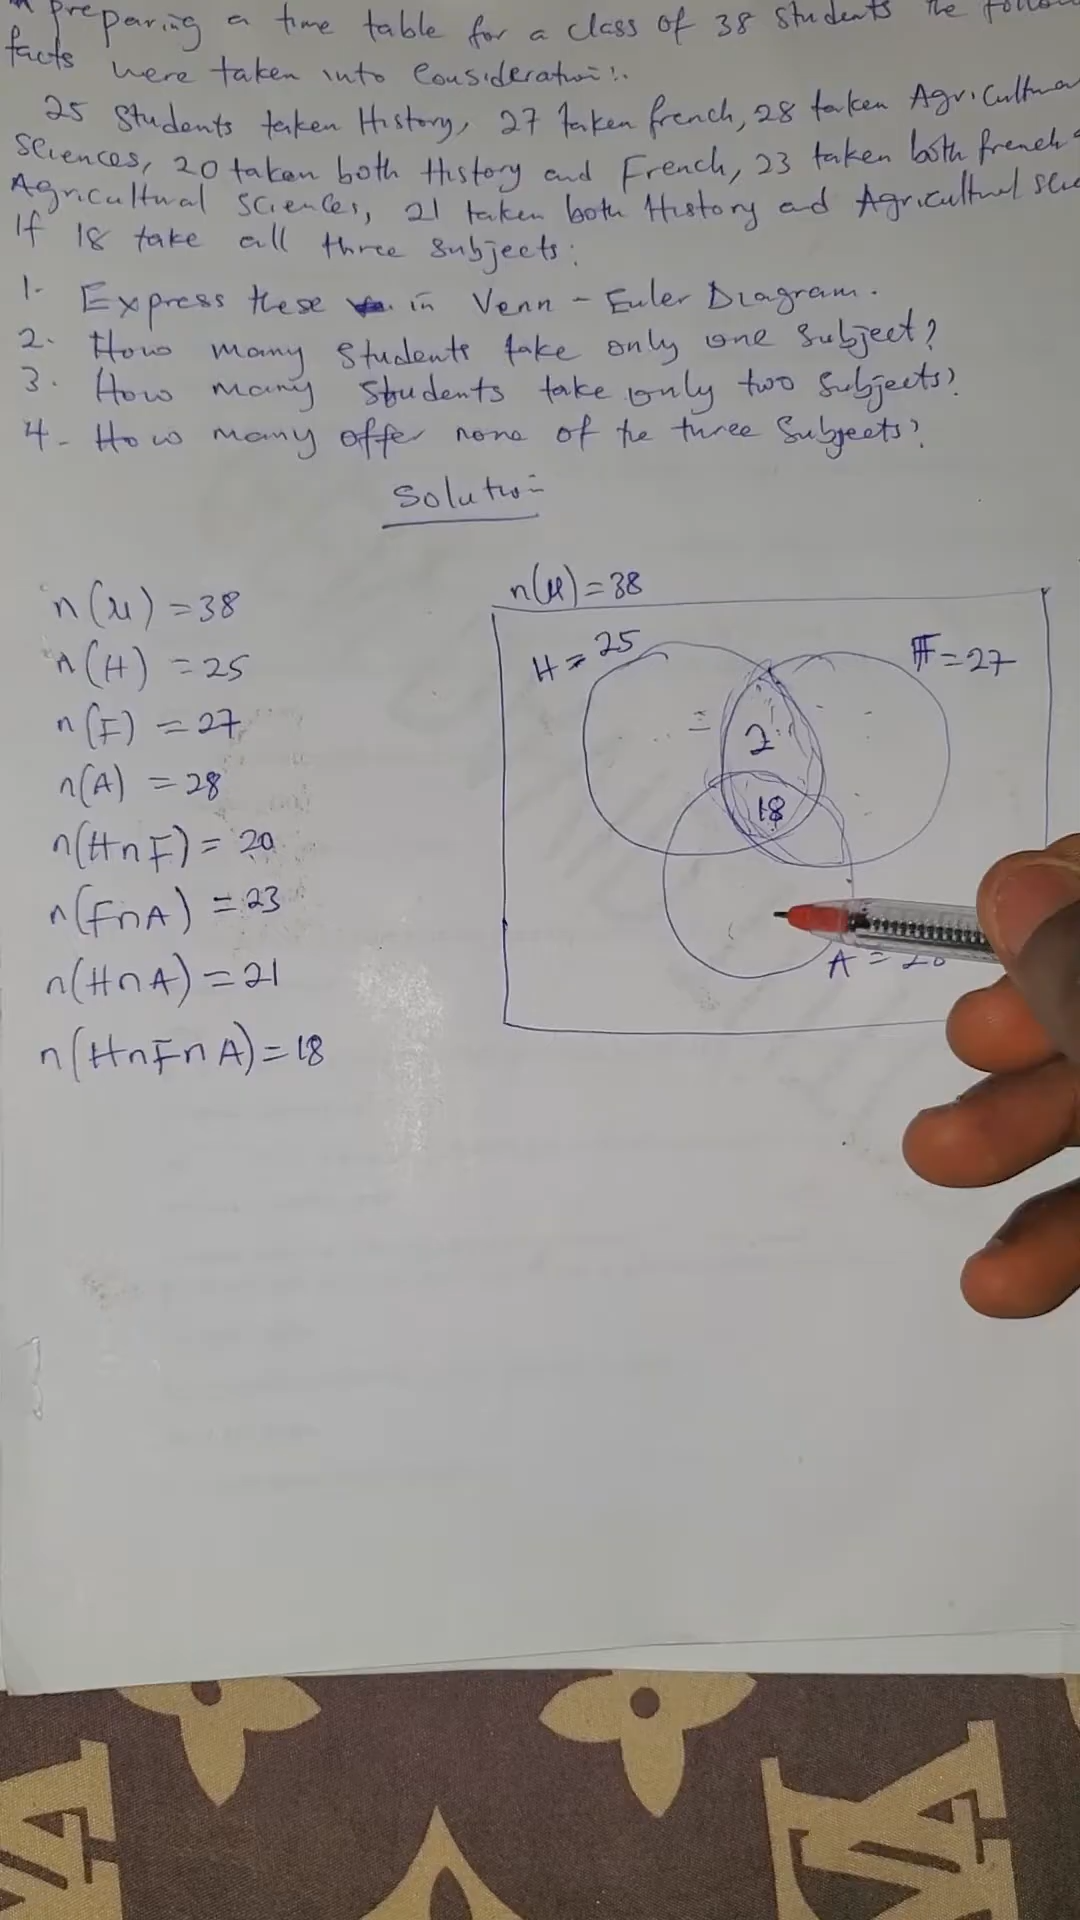 preparing a time table for a class of 38 students the
facts were taken into Consideration:.
25 Students taken History, 27 taken french, 28 taken
Sciences, 20 taken both History and French, 23 taken both french
Agricultural Sciences, 21 taken both History and Agricultural
If 18 take all three Subjects:
1. Express these in Venn - Euler Diagram.
2. How many Students take only one Subject?
3. How many Students take only two Subjects?
4- How many offer none of the three Subjects?
Solution
n(μ) = 38
n(H) = 25
n(F) = 27
n(A) = 28
n(HnF) = 20
n(FnA) = 23
n(HnA) = 21
n(HnFnA) = 18
n(μ) = 38
H = 25
F = 27
=
2
18
A =